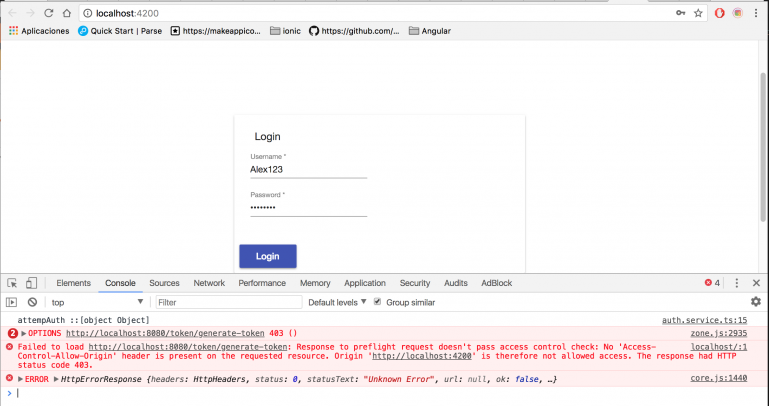 localhost:4200
Aplicaciones Quick Start | Parse https://makeappico... ionic https://github.com/... Angular
Login
Username *
Alex123
Password *
••••••••
Login
Elements Console Sources Network Performance Memory Application Security Audits AdBlock 4
top Filter Default levels Group similar
attempAuth ::[object Object] auth.service.ts:15
2 OPTIONS http://localhost:8080/token/generate-token 403 () zone.js:2935
Failed to load http://localhost:8080/token/generate-token: Response to preflight request doesn't pass access control check: No 'Access- localhost/:1
Control-Allow-Origin' header is present on the requested resource. Origin 'http://localhost:4200' is therefore not allowed access. The response had HTTP
status code 403.
ERROR HttpErrorResponse {headers: HttpHeaders, status: 0, statusText: "Unknown Error", url: null, ok: false, …} core.js:1440